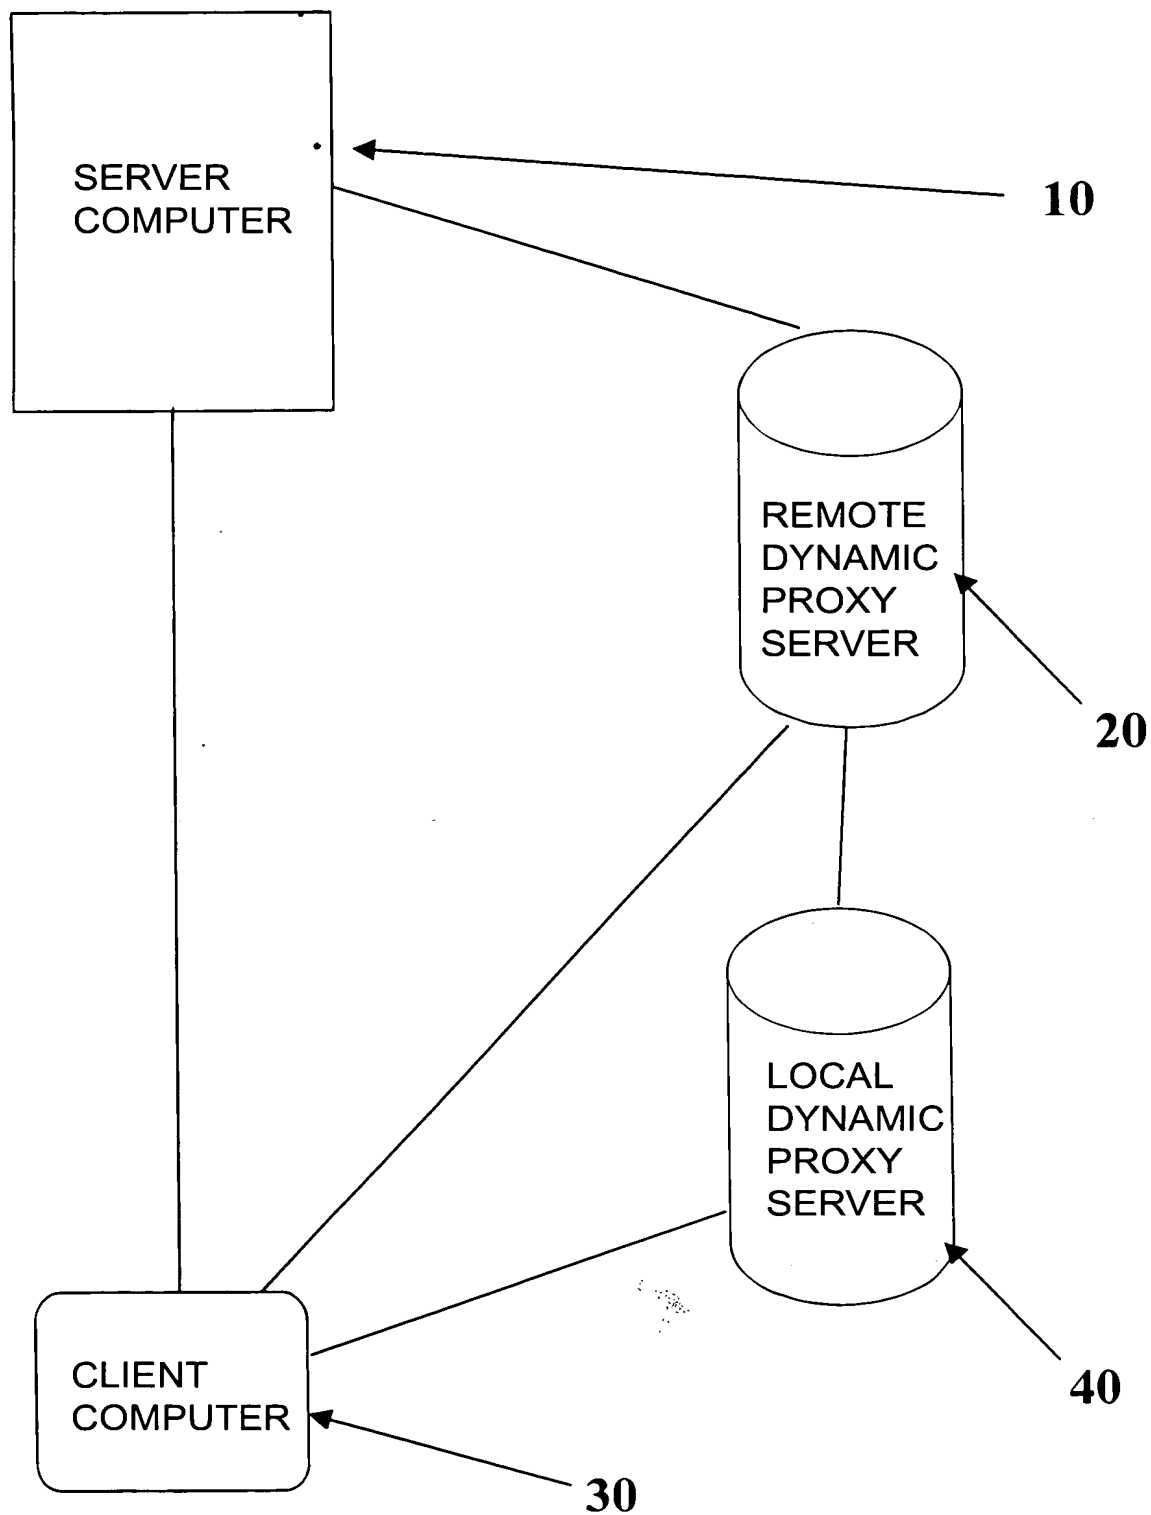 SERVER
COMPUTER
10
REMOTE
DYNAMIC
PROXY
SERVER
20
LOCAL
DYNAMIC
PROXY
SERVER
40
CLIENT
COMPUTER
30